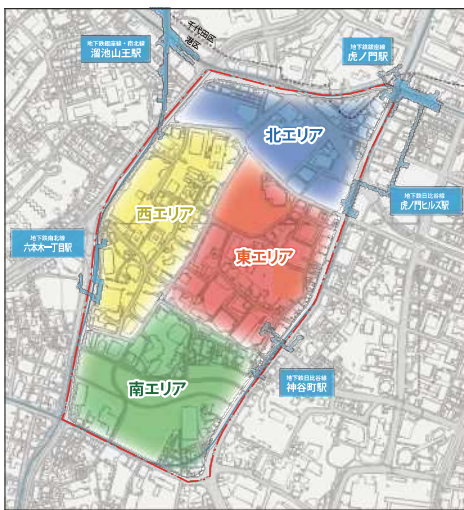 地下鉄銀座線・南北線
溜池山王駅
千代田区
港区
地下鉄銀座線
虎ノ門駅
北エリア
地下鉄日比谷線
虎ノ門ヒルズ駅
西エリア
地下鉄南北線
六本木一丁目駅
東エリア
南エリア
地下鉄日比谷線
神谷町駅